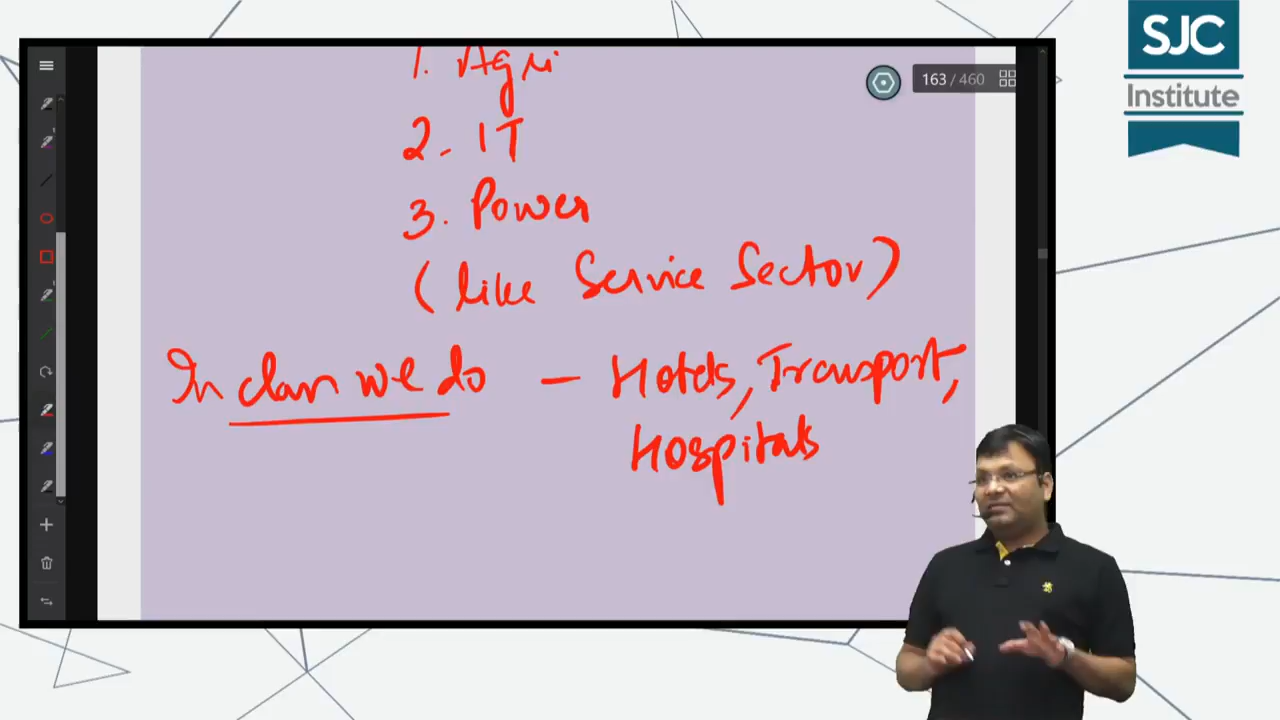 SJC
Institute
163 / 460
1. Agri
2. IT
3. Power
(like Service Sector)
In class we do – Hotels, Transport,
Hospitals